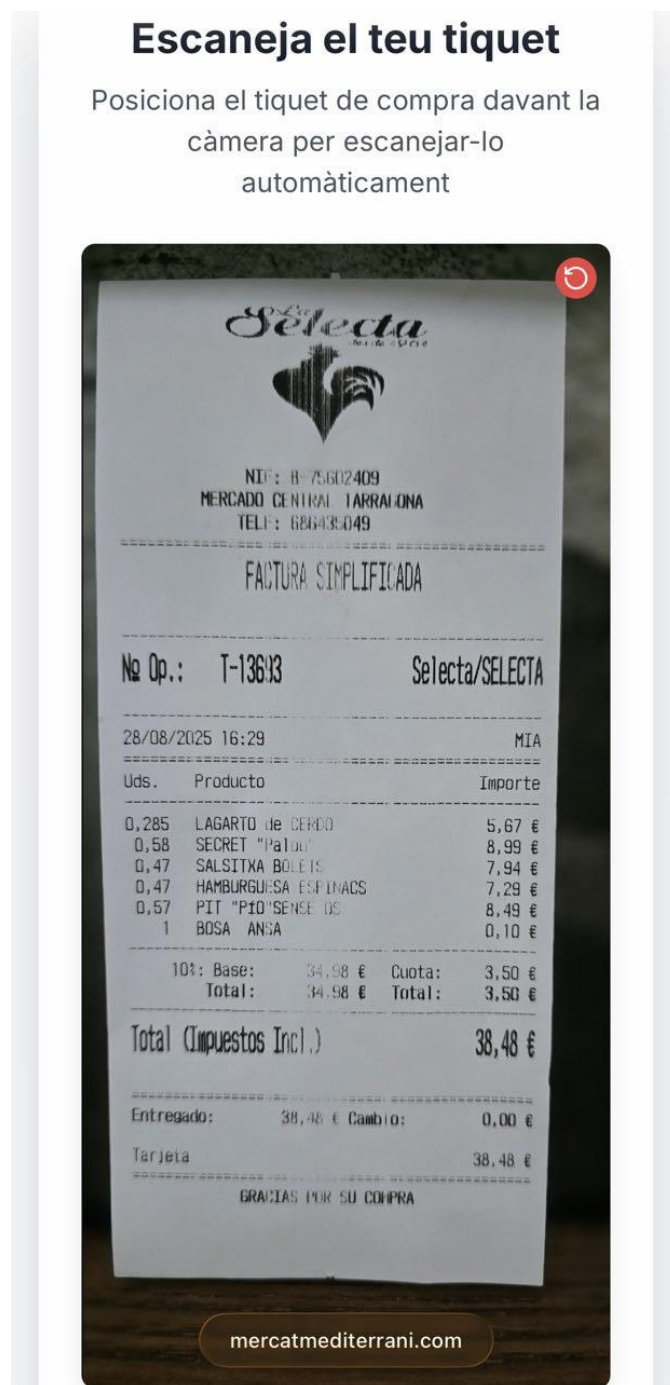 Escaneja el teu tiquet
Posiciona el tiquet de compra davant la
càmera per escanejar-lo
automàticament
La
Selecta
NIF: B-75602409
MERCADO CENTRAL TARRAGONA
TELF: 686435049
FACTURA SIMPLIFICADA
№ Op.: T-13693 Selecta/SELECTA
28/08/2025 16:29 MIA
Uds. Producto Importe
0,285 LAGARTO de CERDO 5,67 €
0,58 SECRET "Palou" 8,99 €
0,47 SALSITXA BOLETS 7,94 €
0,47 HAMBURGUESA ESPINACS 7,29 €
0,57 PIT "PIO"SENSE OS 8,49 €
1 BOSA ANSA 0,10 €
10%: Base: 34,98 € Cuota: 3,50 €
Total: 34,98 € Total: 3,50 €
Total (Impuestos Incl.) 38,48 €
Entregado: 38,48 € Cambio: 0,00 €
Tarjeta 38,48 €
GRACIAS POR SU COMPRA
mercatmediterrani.com